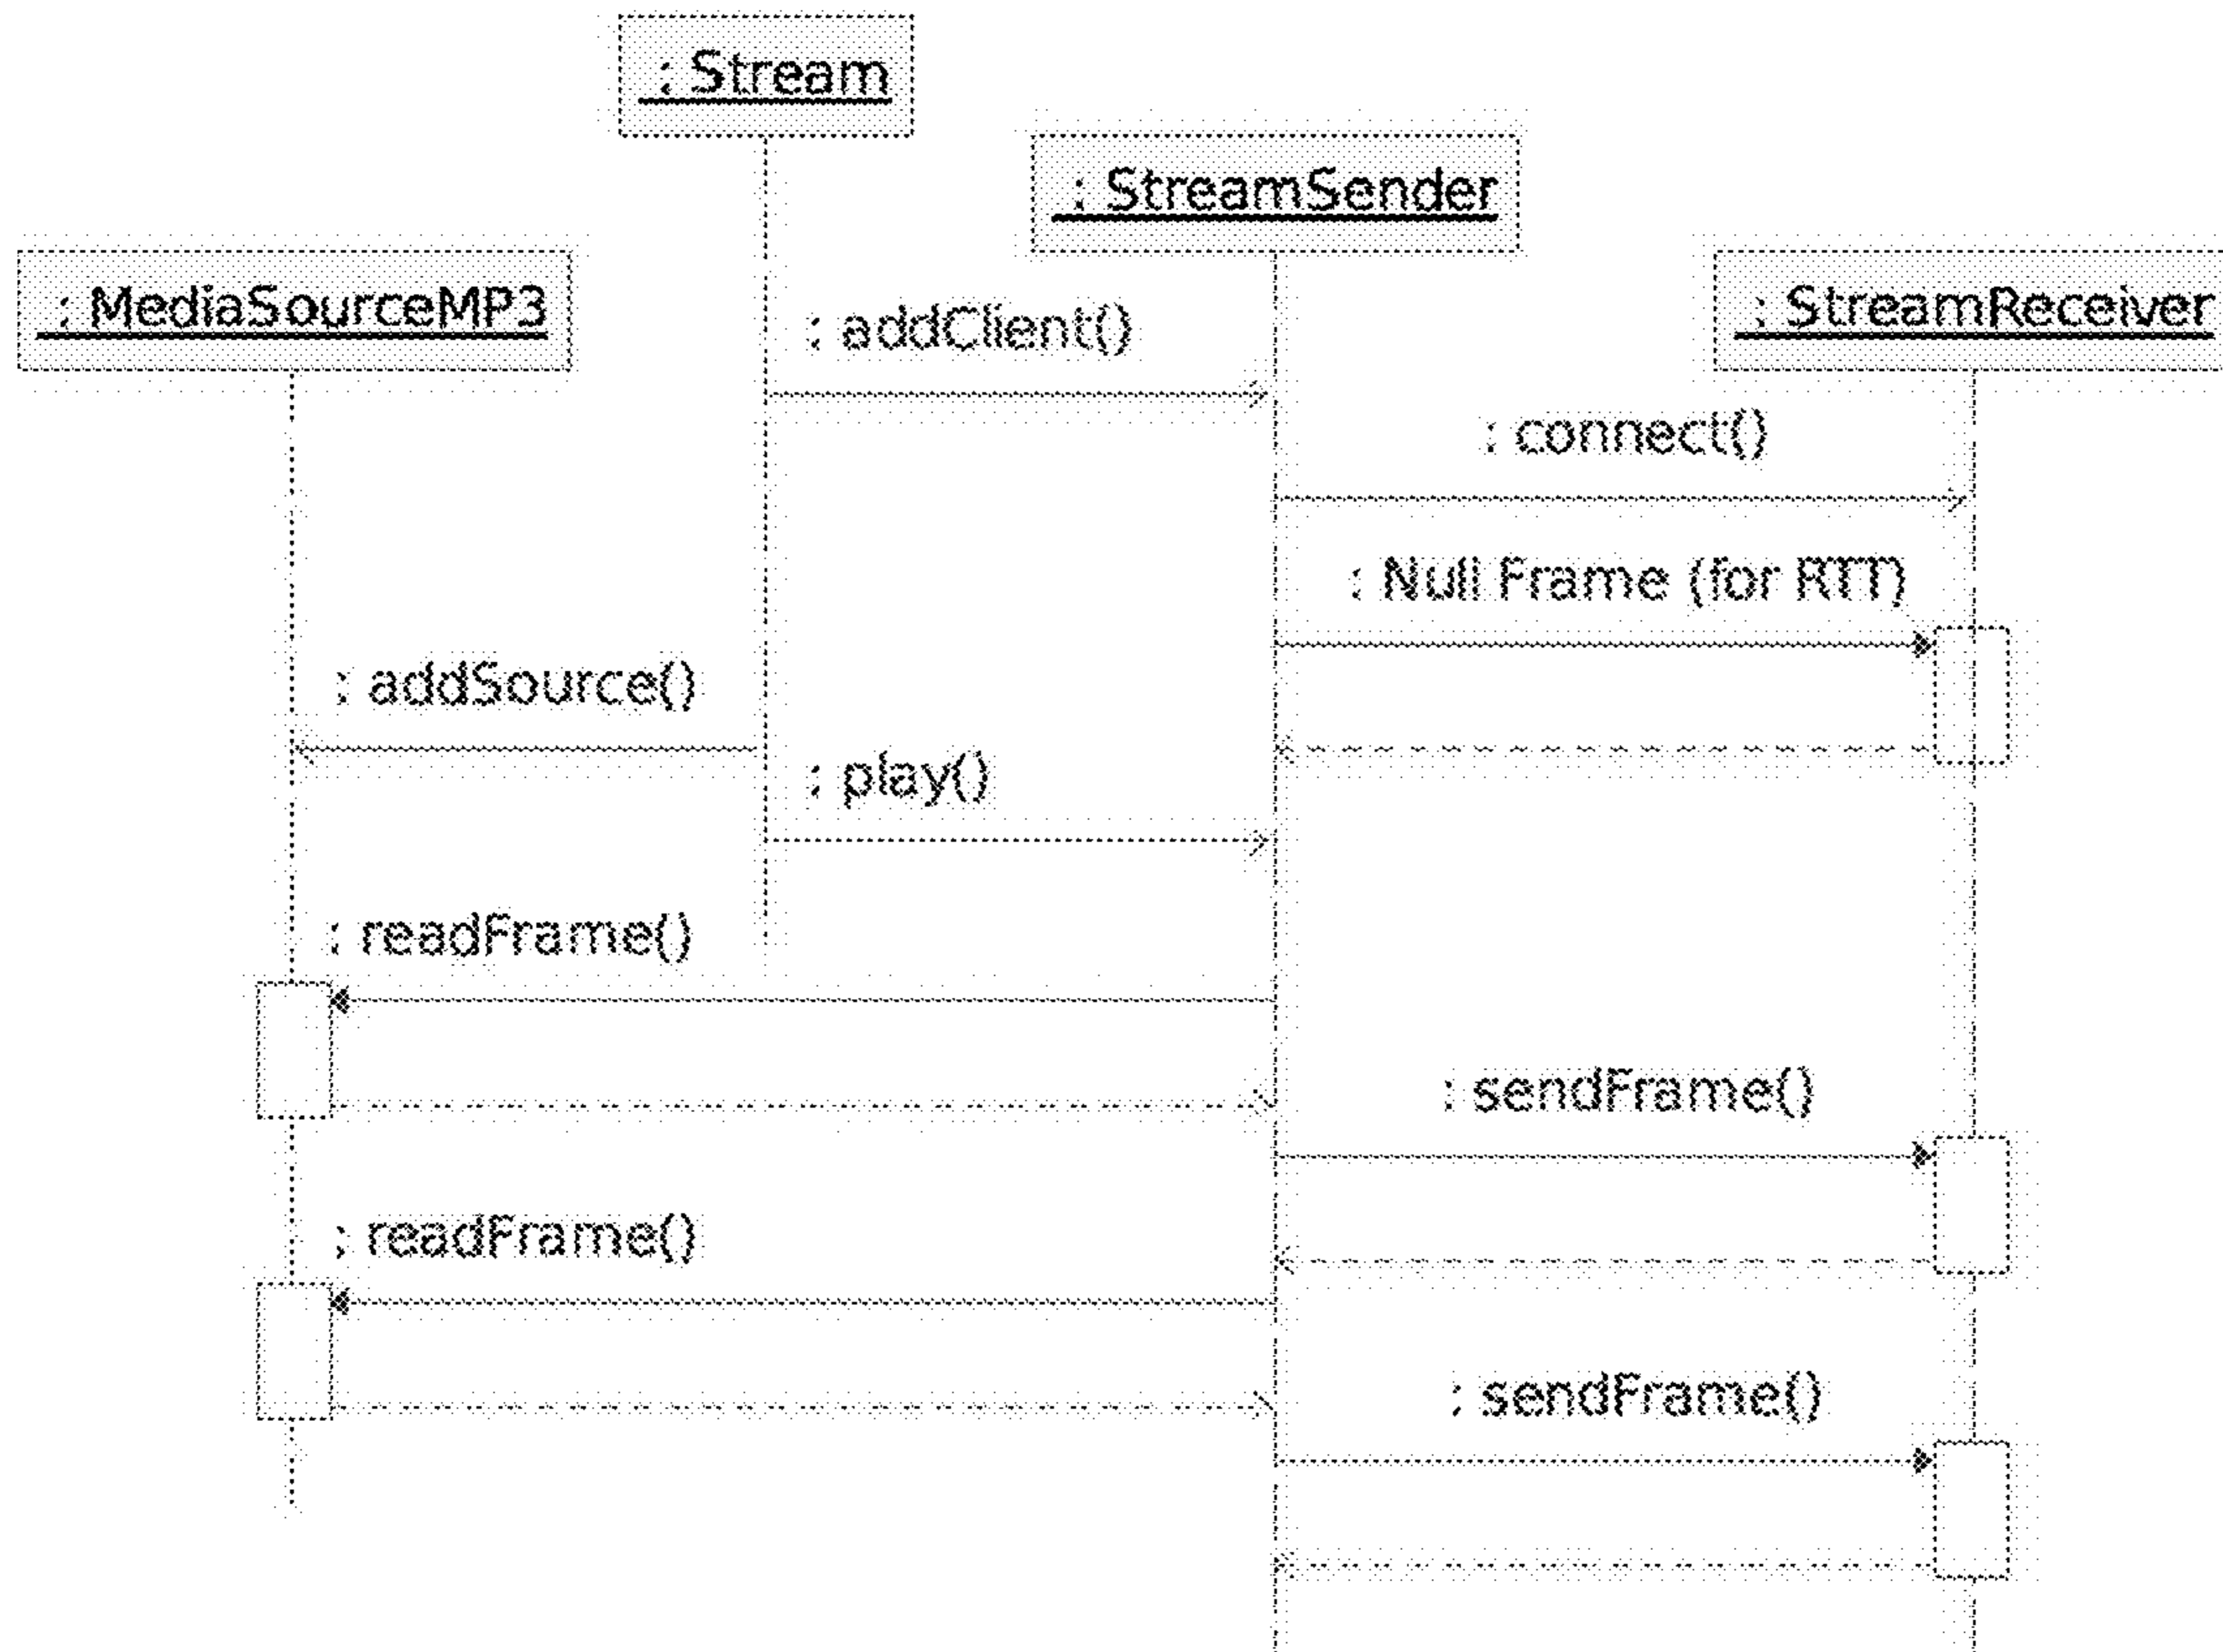 : Stream
: StreamSender
: MediaSourceMP3
: StreamReceiver
: addClient()
: connect()
: Null Frame (for RTT)
: addSource()
: play()
: readFrame()
: sendFrame()
: readFrame()
: sendFrame()